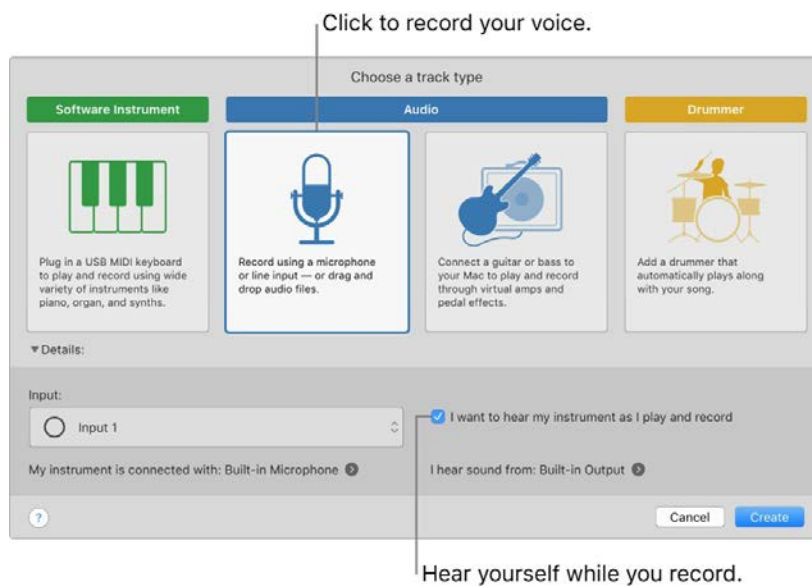 Click to record your voice.
Choose a track type
Software Instrument
Audio
Drummer
Plug in a USB MIDI keyboard
to play and record using wide
variety of instruments like
piano, organ, and synths.
Record using a microphone
or line input — or drag and
drop audio files.
Connect a guitar or bass to
your Mac to play and record
through virtual amps and
pedal effects.
Add a drummer that
automatically plays along
with your song.
▼Details:
Input:
Input 1
I want to hear my instrument as I play and record
My instrument is connected with: Built-in Microphone
I hear sound from: Built-in Output
?
Cancel
Create
Hear yourself while you record.